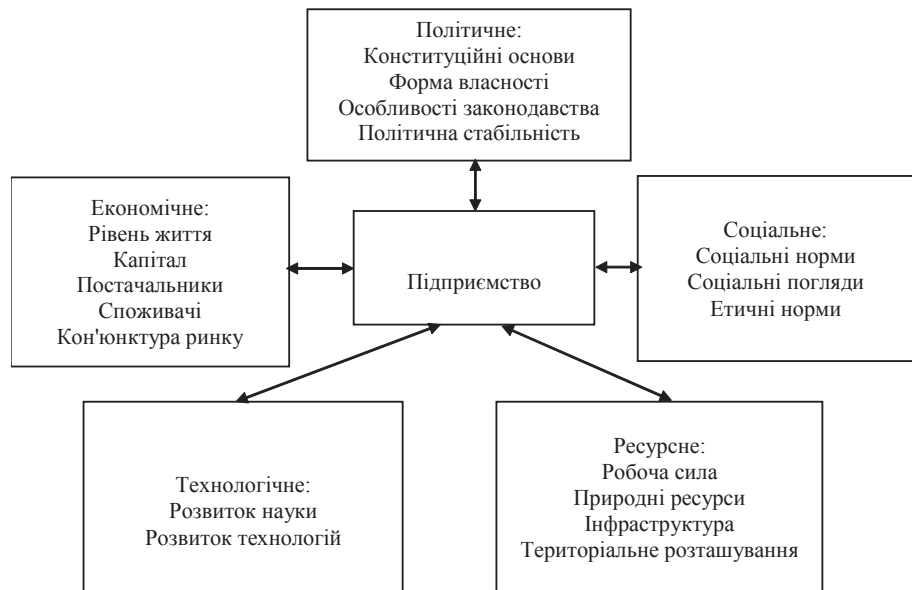 Політичне:
Конституційні основи
Форма власності
Особливості законодавства
Політична стабільність
Економічне:
Рівень життя
Капітал
Постачальники
Споживачі
Кон'юнктура ринку
Підприємство
Соціальне:
Соціальні норми
Соціальні погляди
Етичні норми
Технологічне:
Розвиток науки
Розвиток технологій
Ресурсне:
Робоча сила
Природні ресурси
Інфраструктура
Територіальне розташування